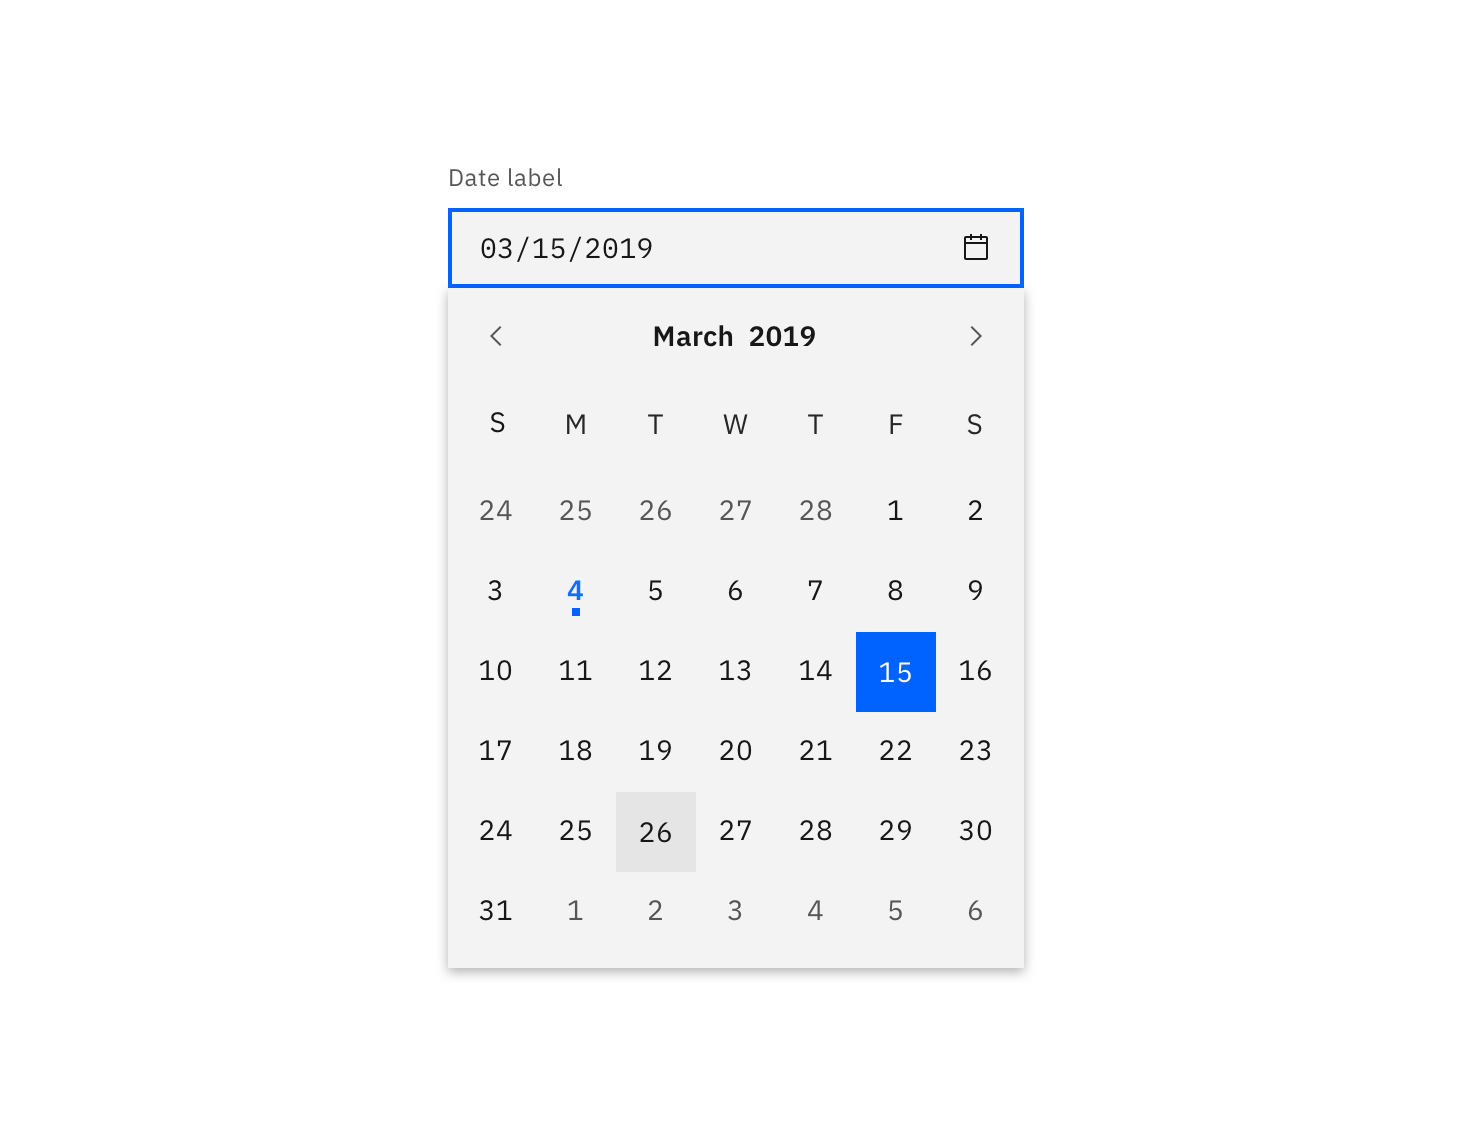 Date label
03/15/2019
March 2019
S M T W T F S
24 25 26 27 28 1 2
3 4 5 6 7 8 9
10 11 12 13 14 15 16
17 18 19 20 21 22 23
24 25 26 27 28 29 30
31 1 2 3 4 5 6